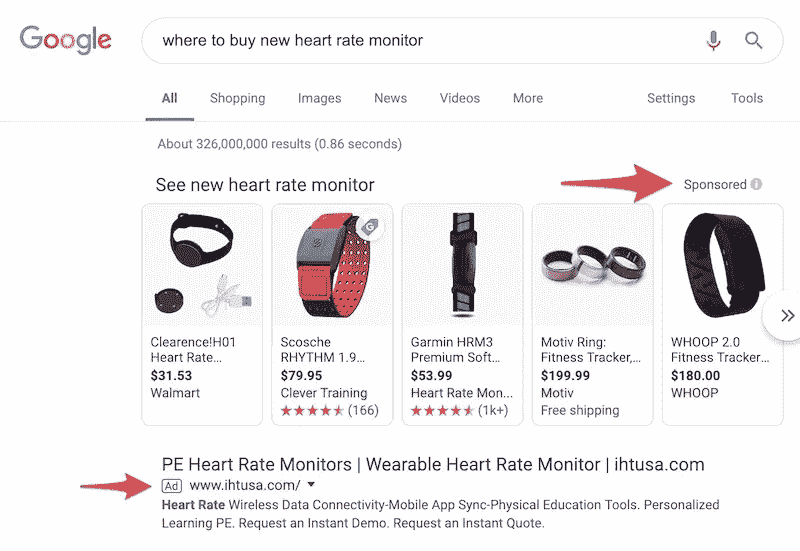 Google
where to buy new heart rate monitor
All Shopping Images News Videos More Settings Tools
About 326,000,000 results (0.86 seconds)
See new heart rate monitor
Sponsored
Clearence!H01
Heart Rate...
$31.53
Walmart
Scosche
RHYTHM 1.9...
$79.95
Clever Training
(166)
Garmin HRM3
Premium Soft...
$53.99
Heart Rate Mon...
(1k+)
Motiv Ring:
Fitness Tracker,...
$199.99
Motiv
Free shipping
WHOOP 2.0
Fitness Tracker...
$180.00
WHOOP
PE Heart Rate Monitors | Wearable Heart Rate Monitor | ihtusa.com
Ad www.ihtusa.com/
Heart Rate Wireless Data Connectivity-Mobile App Sync-Physical Education Tools. Personalized
Learning PE. Request an Instant Demo. Request an Instant Quote.